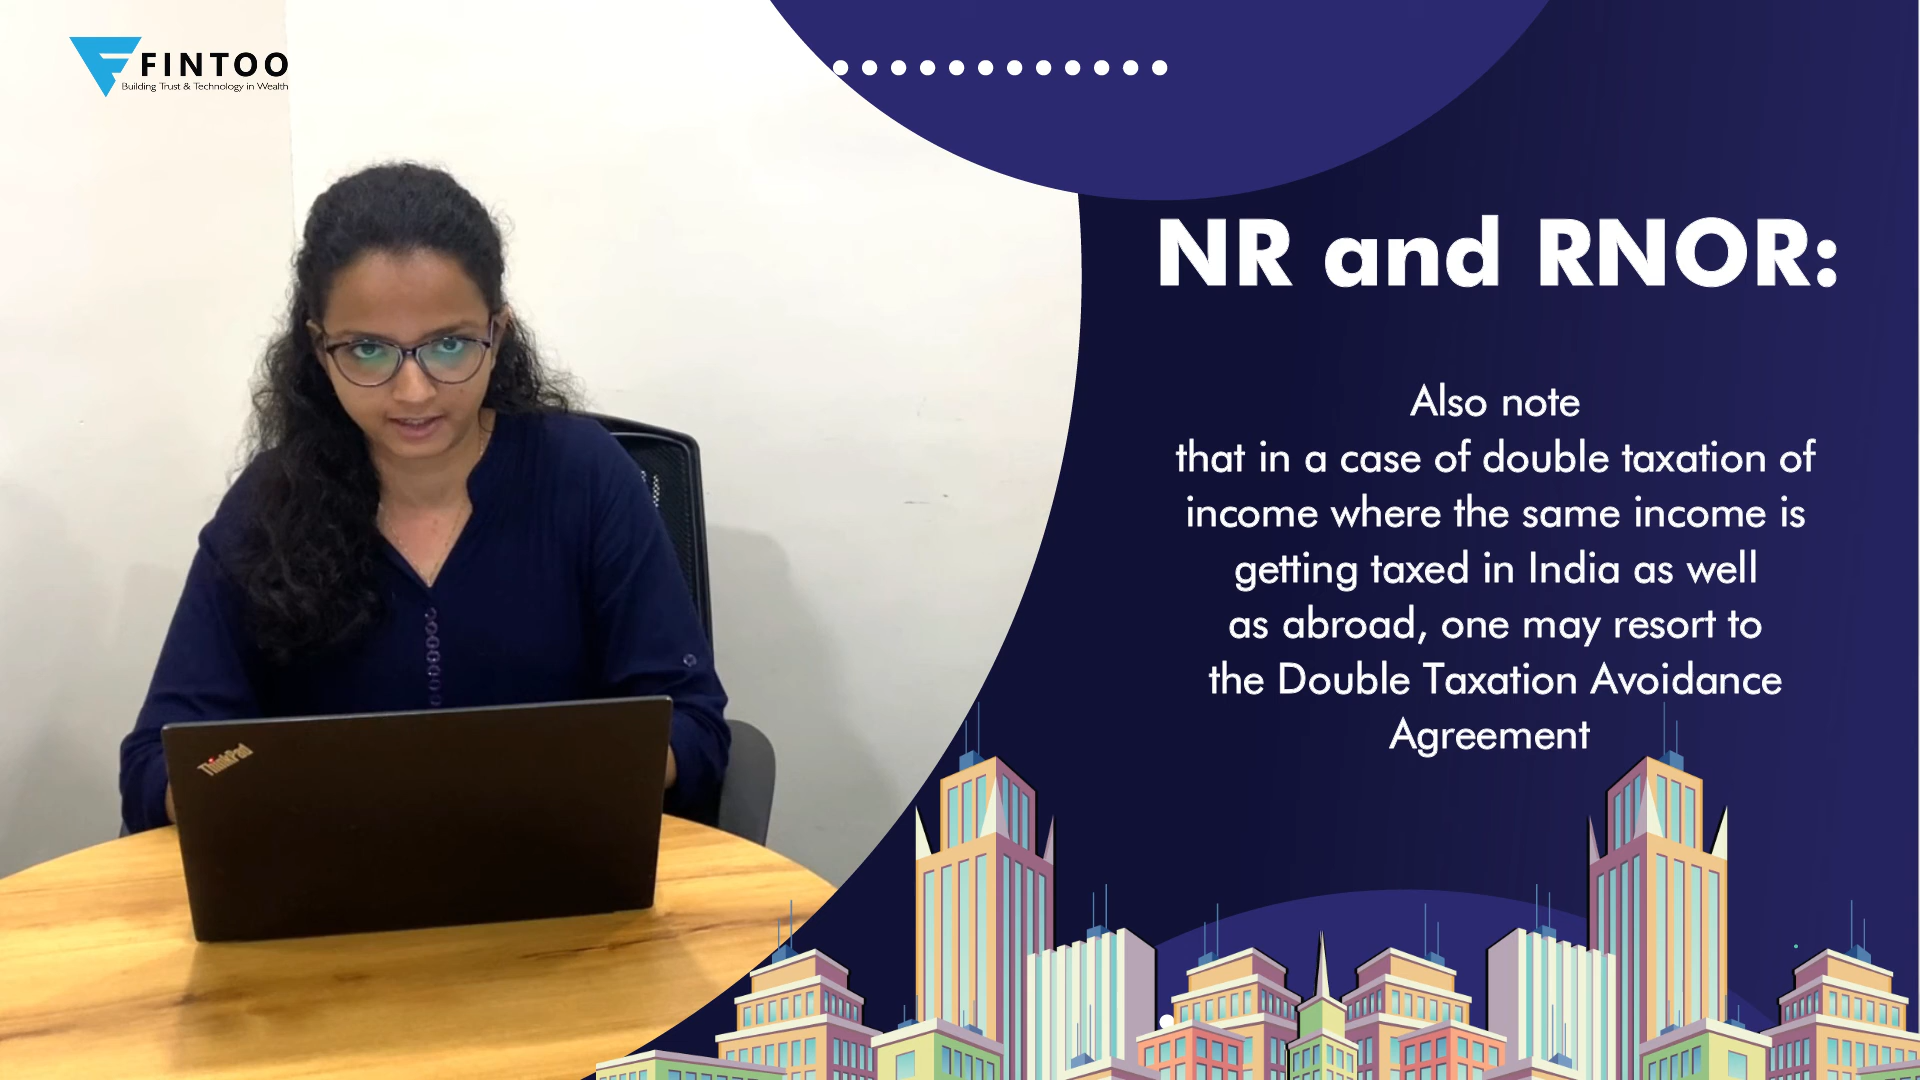 FINTOO
Building Trust & Technology in Wealth
NR and RNOR:
Also note
that in a case of double taxation of
income where the same income is
getting taxed in India as well
as abroad, one may resort to
the Double Taxation Avoidance
Agreement
ThinkPad